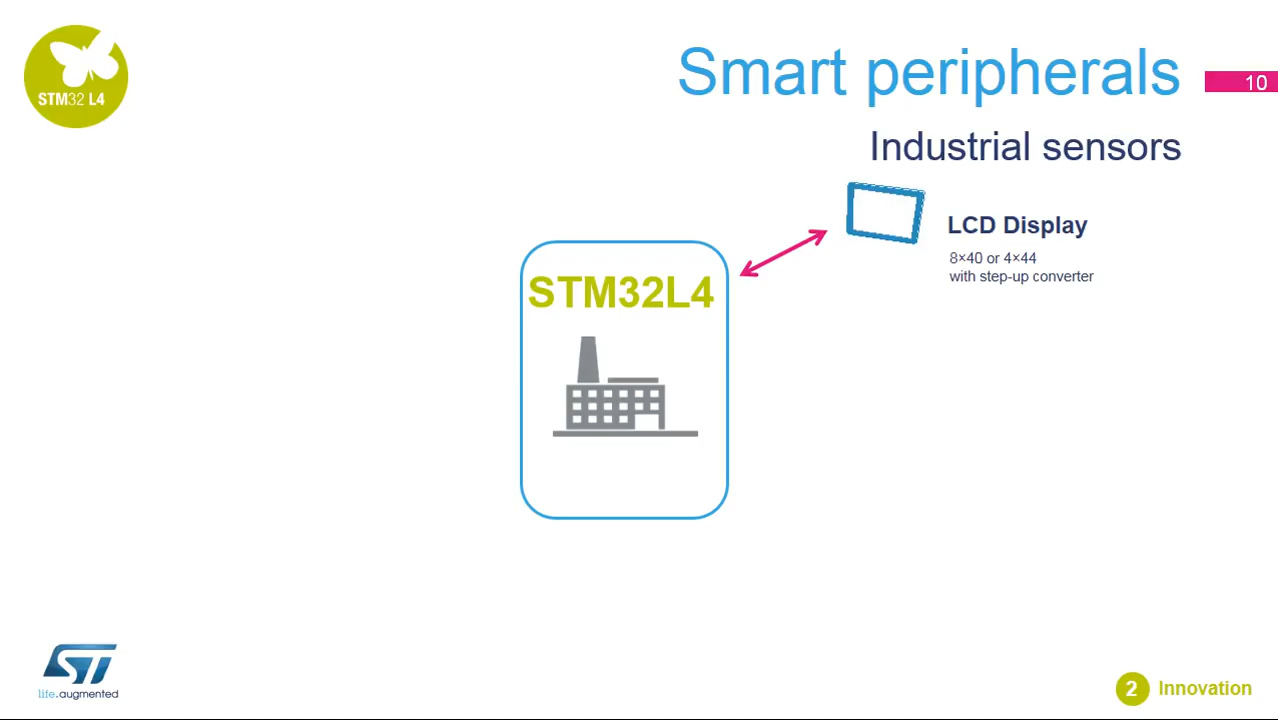 STM32 L4
Smart peripherals
10
Industrial sensors
LCD Display
8×40 or 4×44
with step-up converter
STM32L4
ST
life.augmented
2 Innovation